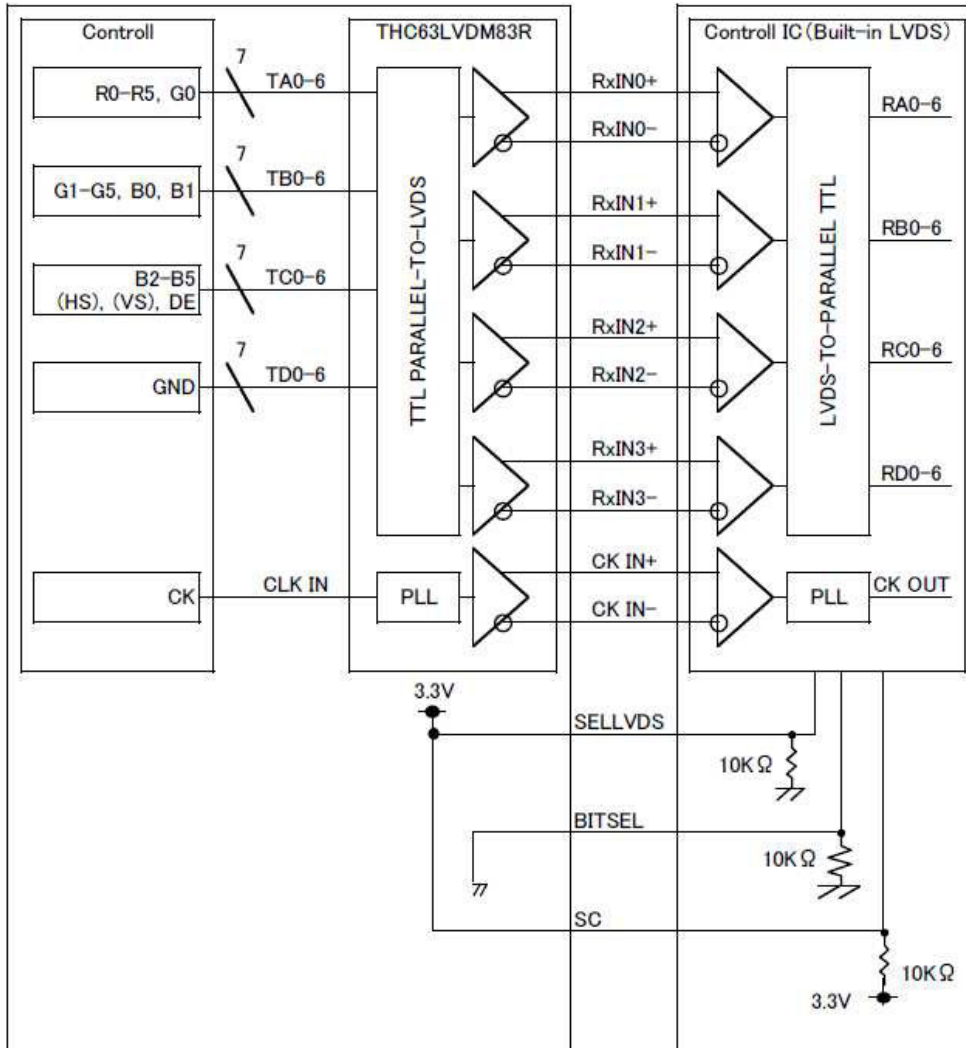 Controll
THC63LVDM83R
Controll IC(Built-in LVDS)
7
R0-R5, G0
TA0-6
RxIN0+
RxIN0-
RA0-6
7
G1-G5, B0, B1
TB0-6
RxIN1+
RxIN1-
RB0-6
7
B2-B5
(HS), (VS), DE
TC0-6
RxIN2+
RxIN2-
RC0-6
7
GND
TD0-6
RxIN3+
RxIN3-
RD0-6
TTL PARALLEL-TO-LVDS
LVDS-TO-PARALLEL TTL
CK
CLK IN
PLL
CK IN+
CK IN-
PLL
CK OUT
3.3V
SELLVDS
10KΩ
BITSEL
10KΩ
SC
10KΩ
3.3V